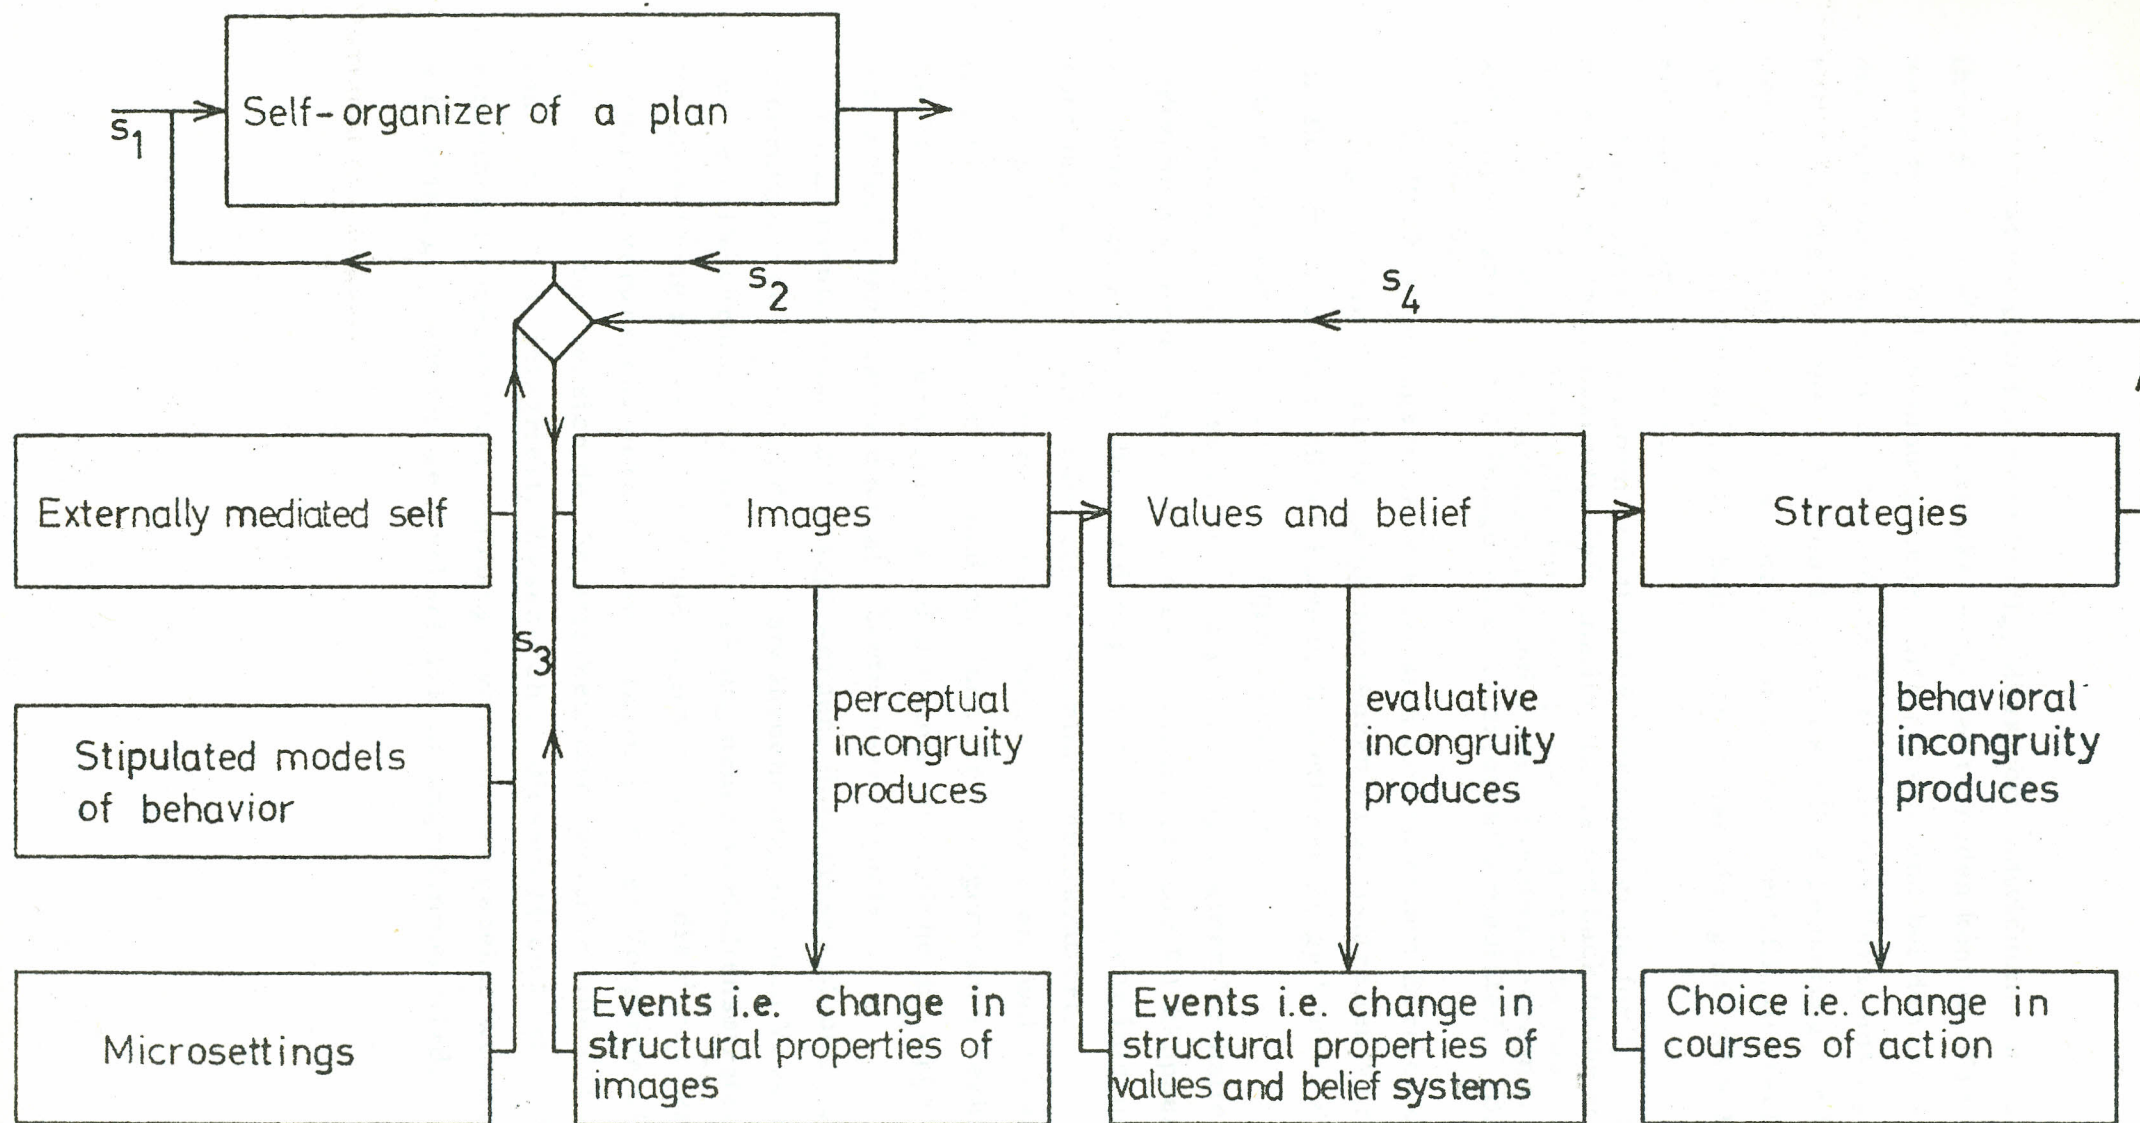 Self-organizer of a plan
s1
s2
s4
Externally mediated self
Images
Values and belief
Strategies
s3
perceptual
incongruity
produces
evaluative
incongruity
produces
behavioral
incongruity
produces
Stipulated models
of behavior
Microsettings
Events i.e. change in
structural properties of
images
Events i.e. change in
structural properties of
values and belief systems
Choice i.e. change in
courses of action